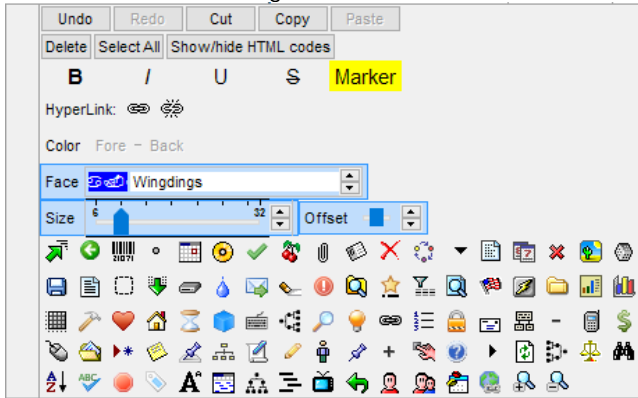 Undo Redo Cut Copy Paste
Delete Select All Show/hide HTML codes
B I U S Marker
HyperLink:
Color Fore - Back
Face Wingdings
Size 6 32 Offset